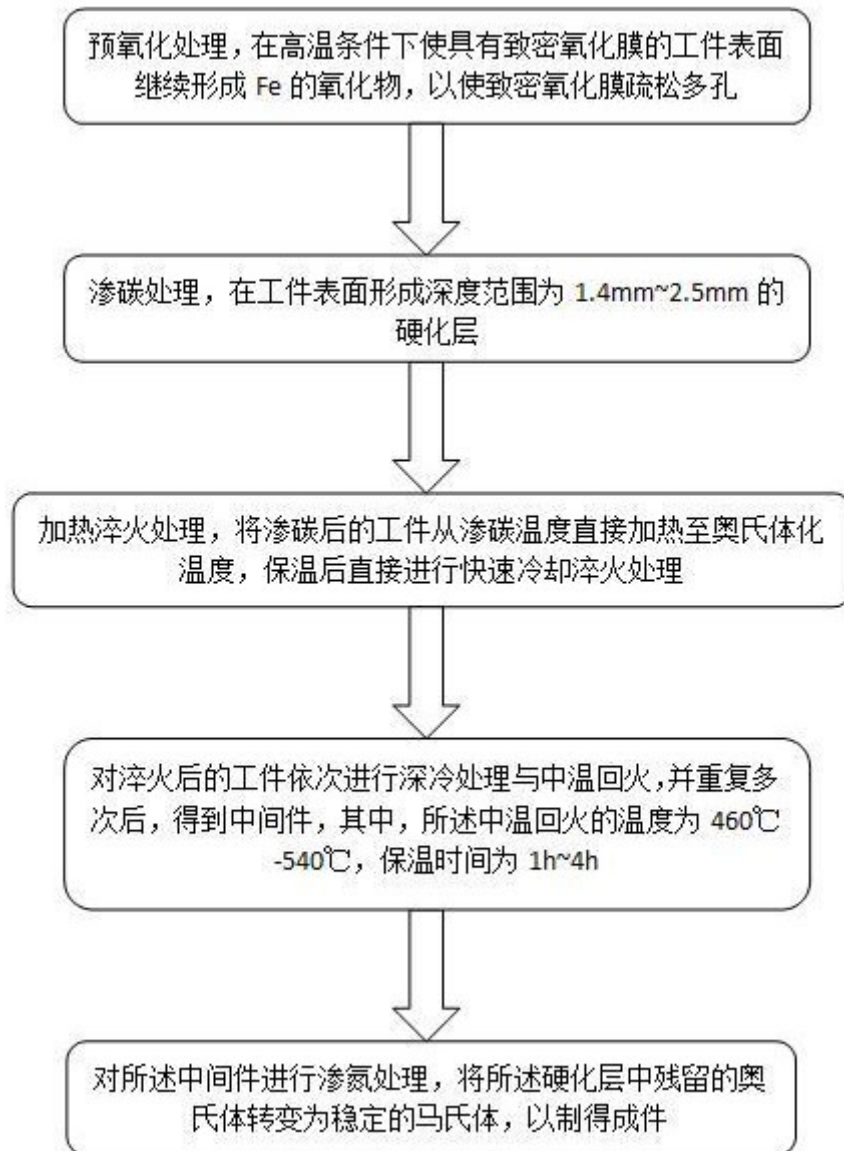 预氧化处理，在高温条件下使具有致密氧化膜的工件表面
继续形成 Fe 的氧化物，以使致密氧化膜疏松多孔
渗碳处理，在工件表面形成深度范围为 1.4mm~2.5mm 的
硬化层
加热淬火处理，将渗碳后的工件从渗碳温度直接加热至奥氏体化
温度，保温后直接进行快速冷却淬火处理
对淬火后的工件依次进行深冷处理与中温回火，并重复多
次后，得到中间件，其中，所述中温回火的温度为 460℃
-540℃，保温时间为 1h~4h
对所述中间件进行渗氮处理，将所述硬化层中残留的奥
氏体转变为稳定的马氏体，以制得成件